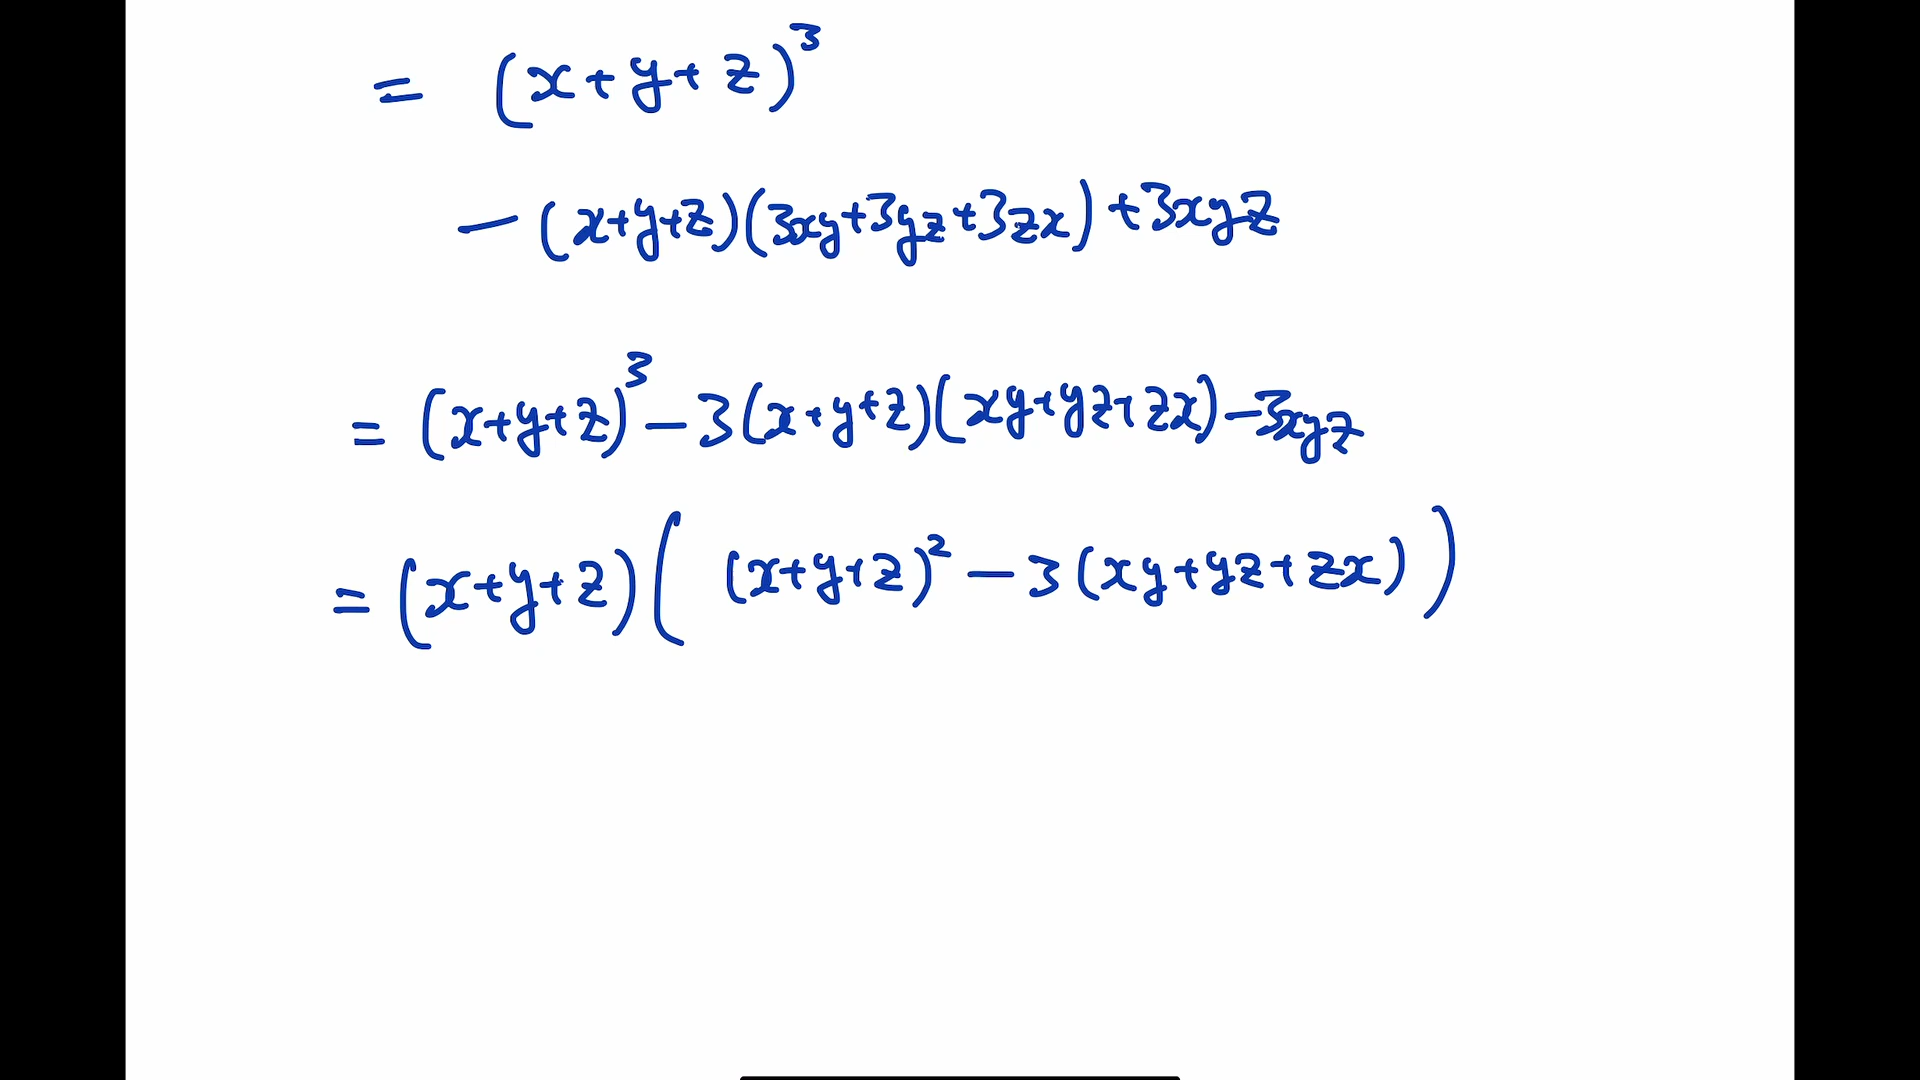 = (x+y+z)³
− (x+y+z)(3xy+3yz+3zx) +3xyz
= (x+y+z)³ − 3(x+y+z)(xy+yz+zx) −3xyz
= (x+y+z)( (x+y+z)² − 3(xy+yz+zx) )